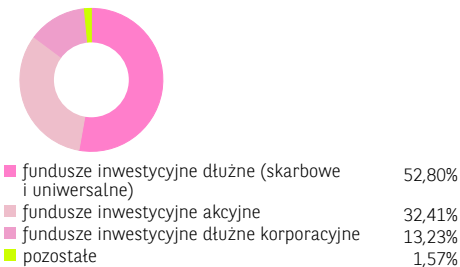 fundusze inwestycyjne dłużne (skarbowe
i uniwersalne) 52,80%
fundusze inwestycyjne akcyjne 32,41%
fundusze inwestycyjne dłużne korporacyjne 13,23%
pozostałe 1,57%